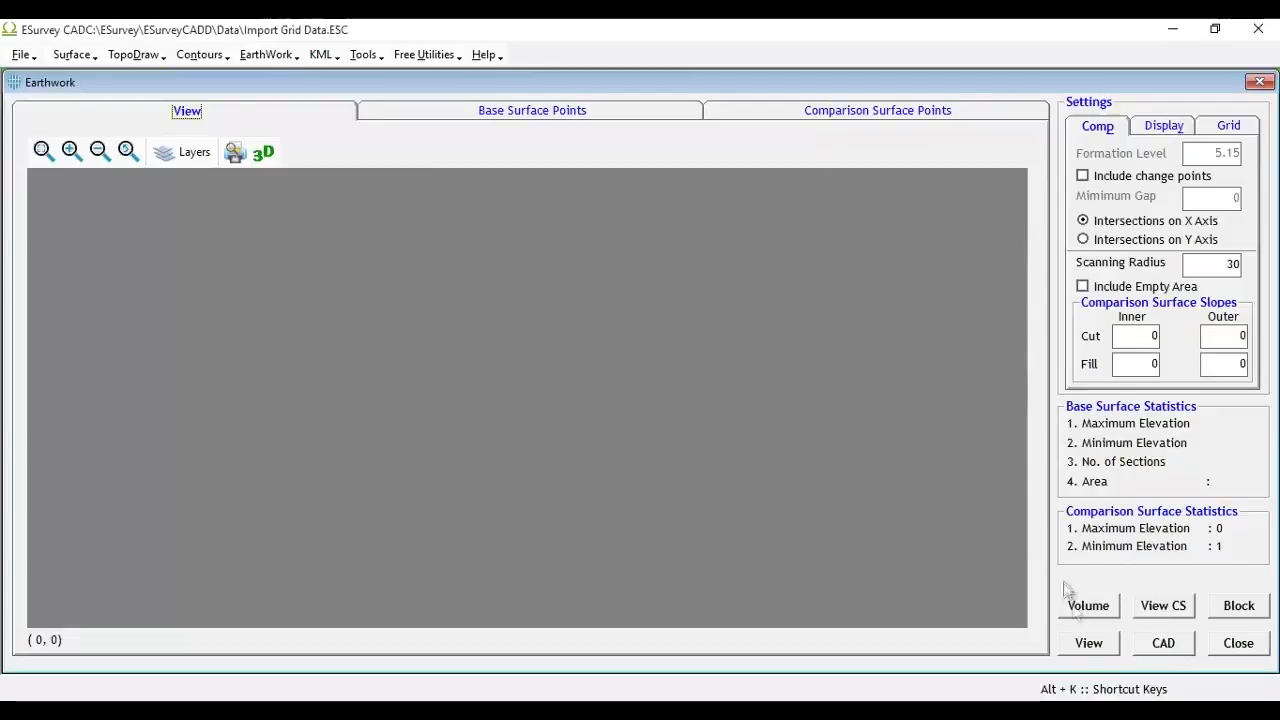 ESurvey CADC:\ESurvey\ESurveyCADD\Data\Import Grid Data.ESC
File Surface TopoDraw Contours EarthWork KML Tools Free Utilities Help
Earthwork
View Base Surface Points Comparison Surface Points
Layers 3D
( 0, 0)
Settings
Comp Display Grid
Formation Level 5.15
Include change points
Mimimum Gap 0
Intersections on X Axis
Intersections on Y Axis
Scanning Radius 30
Include Empty Area
Comparison Surface Slopes
Inner Outer
Cut 0 0
Fill 0 0
Base Surface Statistics
1. Maximum Elevation
2. Minimum Elevation
3. No. of Sections
4. Area :
Comparison Surface Statistics
1. Maximum Elevation : 0
2. Minimum Elevation : 1
Volume View CS Block
View CAD Close
Alt + K :: Shortcut Keys